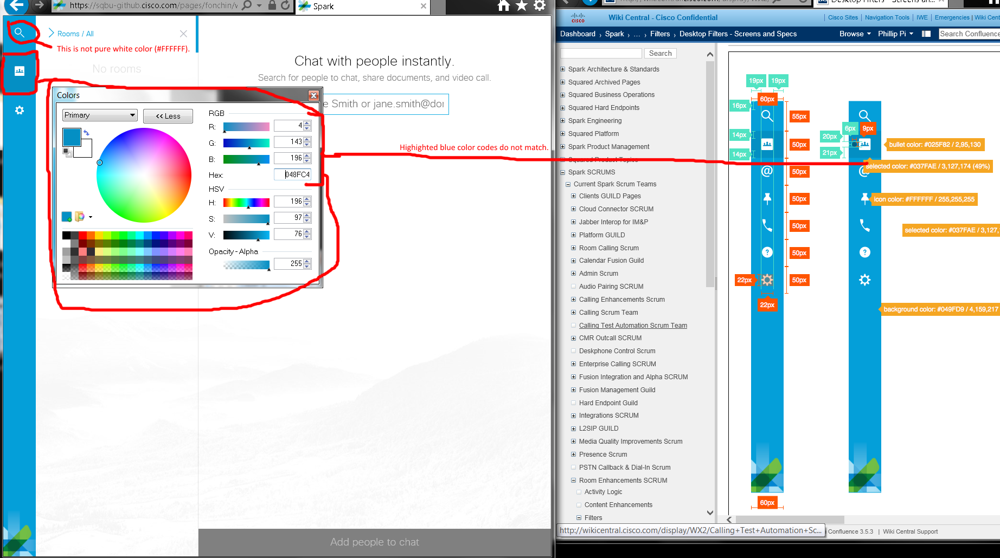 https://sqbu-github.cisco.com/pages/fonchin/
Spark
Rooms / All
This is not pure white color (#FFFFFF).
No rooms
Chat with people instantly.
Search for people to chat, share documents, and video call.
e Smith or jane.smith@dor
Colors
Primary
<< Less
RGB
R: 4
G: 143
B: 196
Hex: 048FC4
HSV
H: 196
S: 97
V: 76
Opacity - Alpha
255
Highighted blue color codes do not match.
Add people to chat
Desktop Filters - Screens an...
CISCO
Wiki Central - Cisco Confidential
Cisco Sites | Navigation Tools | IWE | Emergencies | Wiki Cent
Dashboard › Spark › ... › Filters › Desktop Filters - Screens and Specs
Browse Phillip Pi Search Confluence
Search
Spark Architecture & Standards
Squared Archived Pages
Squared Business Operations
Squared Hard Endpoints
Spark Engineering
Squared Platform
Spark Product Management
Squared Product Topics
Spark SCRUMS
Current Spark Scrum Teams
Clients GUILD Pages
Cloud Connector SCRUM
Jabber Interop for IM&P
Platform GUILD
Room Calling Scrum
Calendar Fusion Guild
Admin Scrum
Audio Pairing SCRUM
Calling Enhancements Scrum
Calling Scrum Team
Calling Test Automation Scrum Team
CMR Outcall SCRUM
Deskphone Control Scrum
Enterprise Calling SCRUM
Fusion Integration and Alpha SCRUM
Fusion Management Guild
Hard Endpoint Guild
Integrations SCRUM
L2SIP GUILD
Media Quality Improvements Scrum
Presence Scrum
PSTN Callback & Dial-In Scrum
Room Enhancements SCRUM
Activity Logic
Content Enhancements
Filters
http://wikicentral.cisco.com/display/WX2/Calling+Test+Automation+Sc...
Confluence 3.5.3 | Wiki Central Support
19px 19px
60px
16px
55px
14px
50px
14px
50px
50px
50px
50px
22px
50px
22px
60px
6px 9px
20px
21px
bullet color: #025F82 / 2,95,130
selected color: #037FAE / 3,127,174 (49%)
icon color: #FFFFFF / 255,255,255
selected color: #037FAE / 3,127,
background color: #049FD9 / 4,159,217